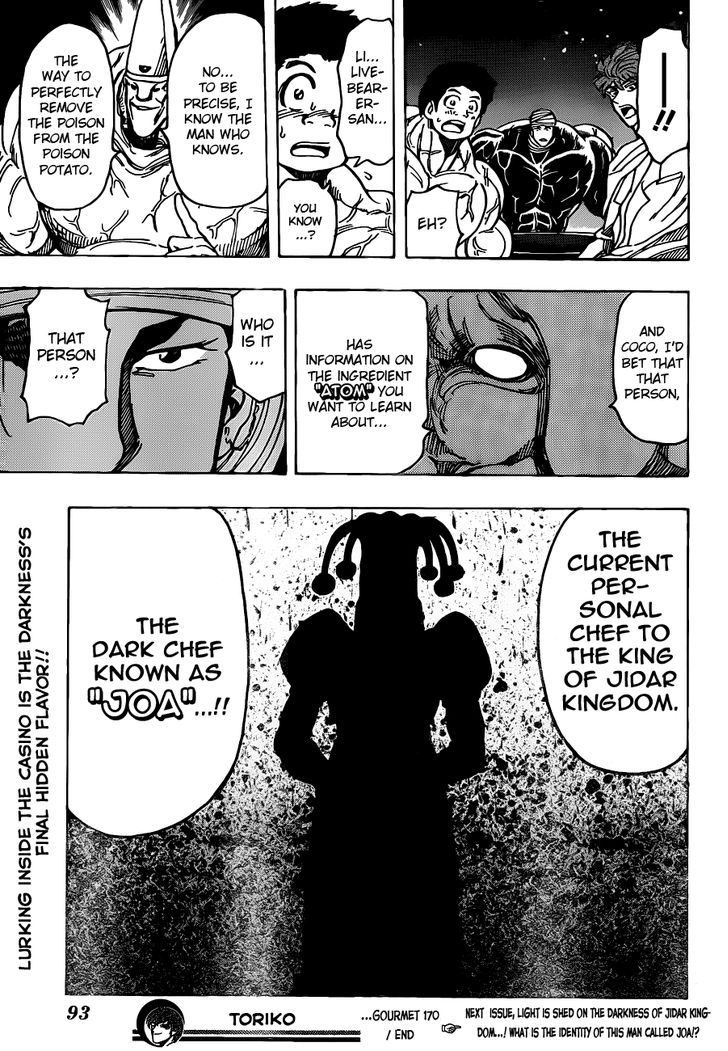 !!
EH?
LI...
LIVE-
BEAR-
ER-
SAN...
YOU
KNOW
...?
NO...
TO BE
PRECISE, I
KNOW THE
MAN WHO
KNOWS.
THE
WAY TO
PERFECTLY
REMOVE
THE POISON
FROM THE
POISON
POTATO.
AND
COCO, I'D
BET THAT
THAT
PERSON,
HAS
INFORMATION ON
THE INGREDIENT
"ATOM" YOU
WANT TO LEARN
ABOUT...
WHO
IS IT
...
THAT
PERSON
...?
THE
CURRENT
PER-
SONAL
CHEF TO
THE KING
OF JIDAR
KINGDOM.
THE
DARK CHEF
KNOWN AS
"JOA"...!!
LURKING INSIDE THE CASINO IS THE DARKNESS'S
FINAL HIDDEN FLAVOR!!
93
TORIKO
...GOURMET 170
/ END
NEXT ISSUE, LIGHT IS SHED ON THE DARKNESS OF JIDAR KING-
DOM...! WHAT IS THE IDENTITY OF THIS MAN CALLED JOA!?